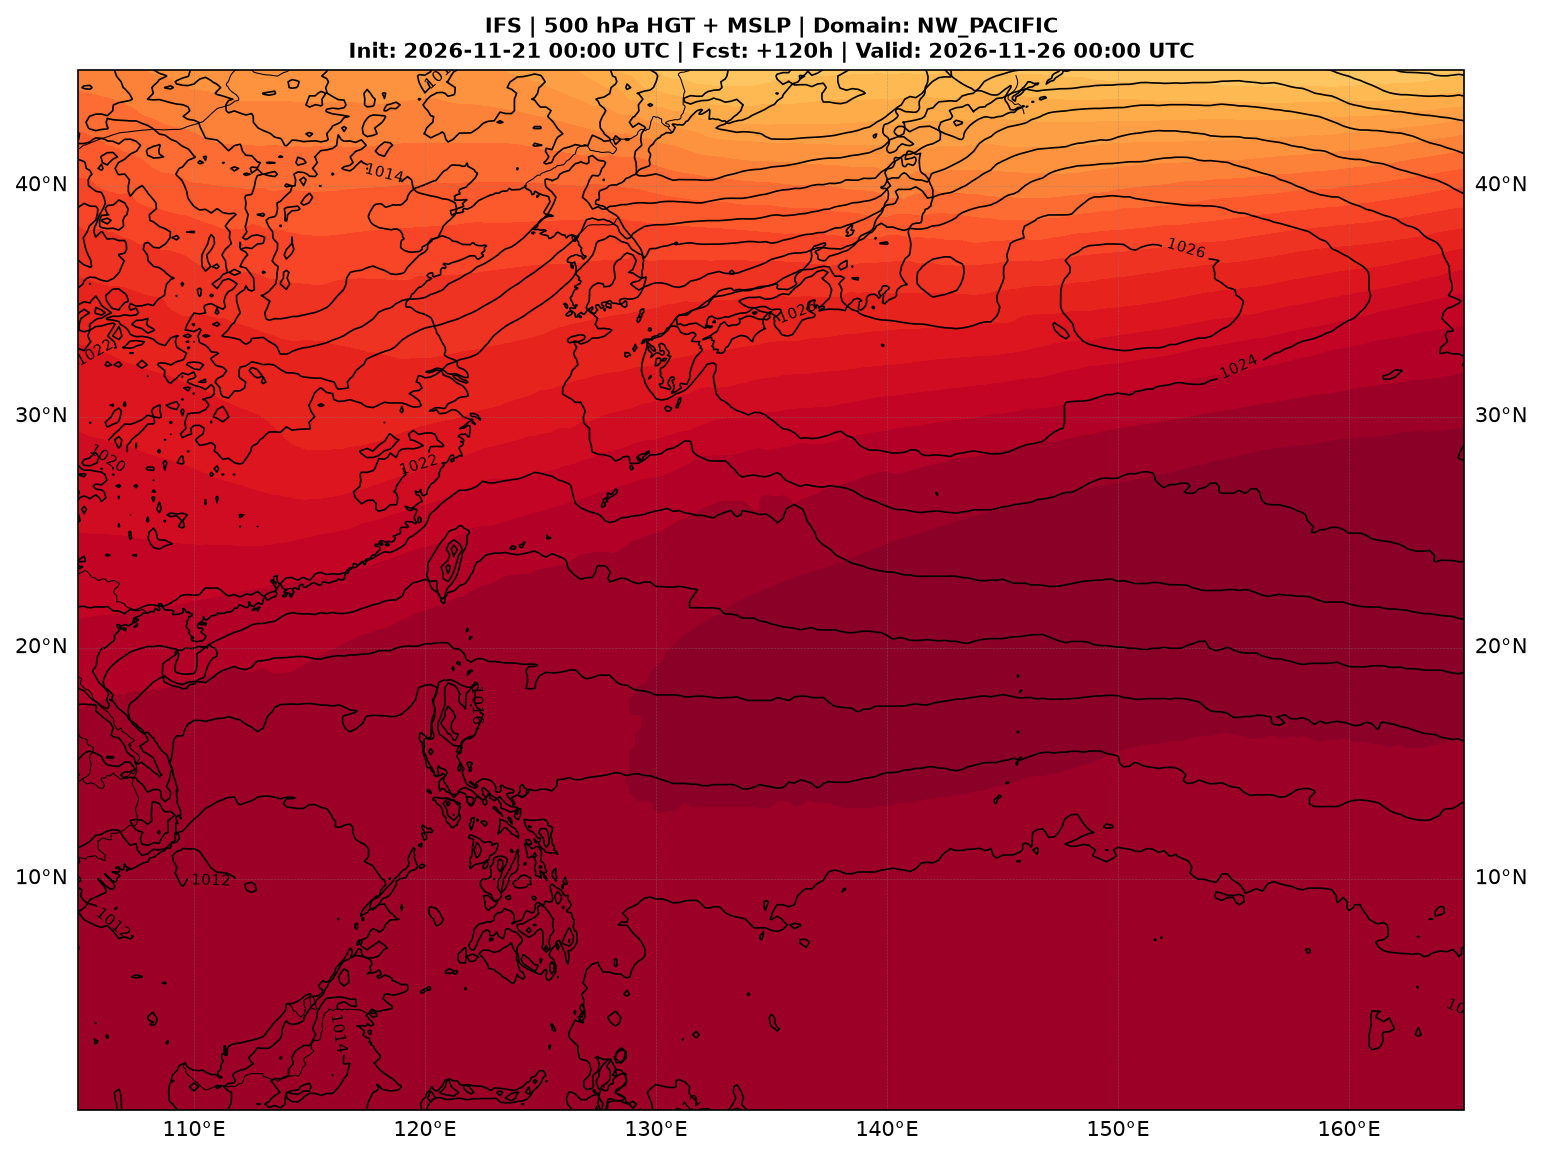 IFS | 500 hPa HGT + MSLP | Domain: NW_PACIFIC
Init: 2026-11-21 00:00 UTC | Fcst: +120h | Valid: 2026-11-26 00:00 UTC
1014
40°N
40°N
1026
1022
1024
30°N
30°N
1020
1022
20°N
20°N
1016
10°N
1012
10°N
1012
1014
110°E
120°E
130°E
140°E
150°E
160°E